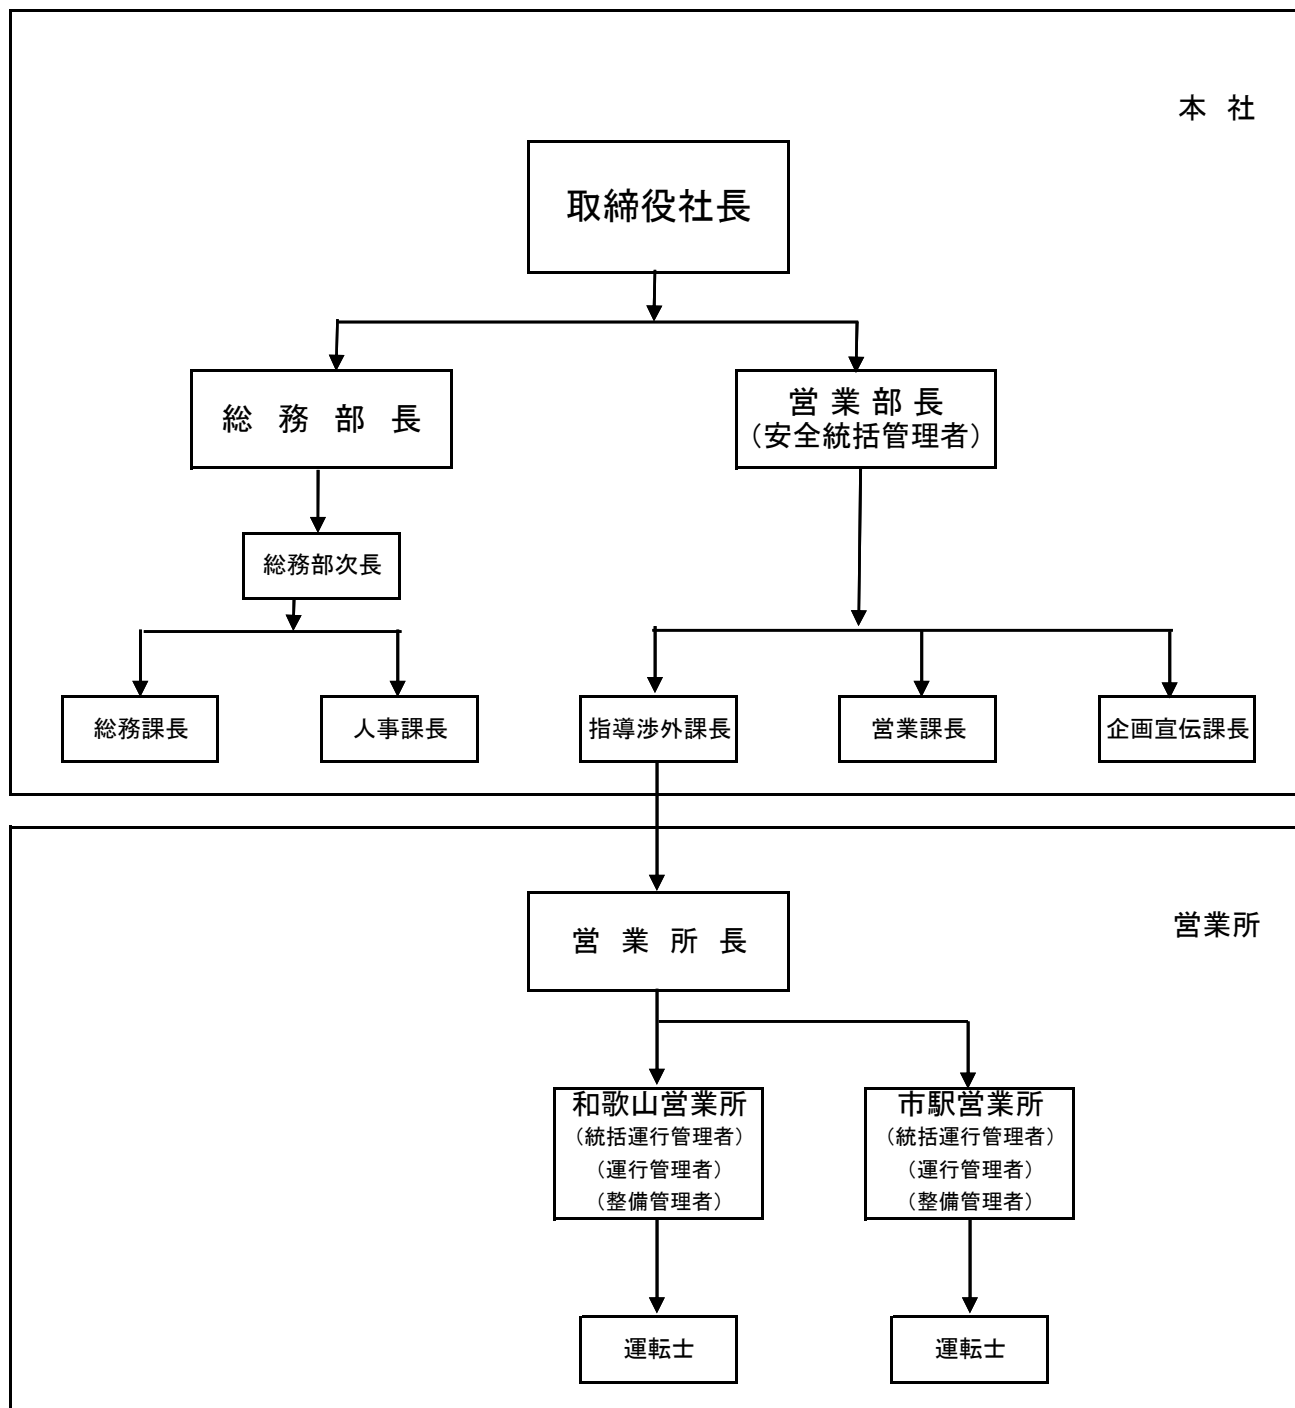 本 社
取締役社長
総 務 部 長
営 業 部 長
（安全統括管理者）
総務部次長
総務課長
人事課長
指導渉外課長
営業課長
企画宣伝課長
営業所
営 業 所 長
和歌山営業所
（統括運行管理者）
（運行管理者）
（整備管理者）
市駅営業所
（統括運行管理者）
（運行管理者）
（整備管理者）
運転士
運転士